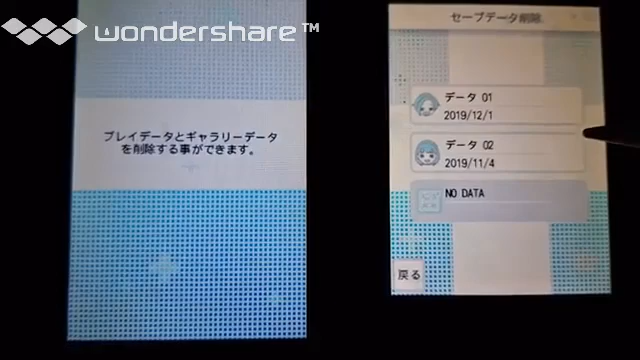 wondershare™
プレイデータとギャラリーデータ
を削除する事ができます。
セーブデータ削除
データ 01
2019/12/1
データ 02
2019/11/4
NO DATA
戻る